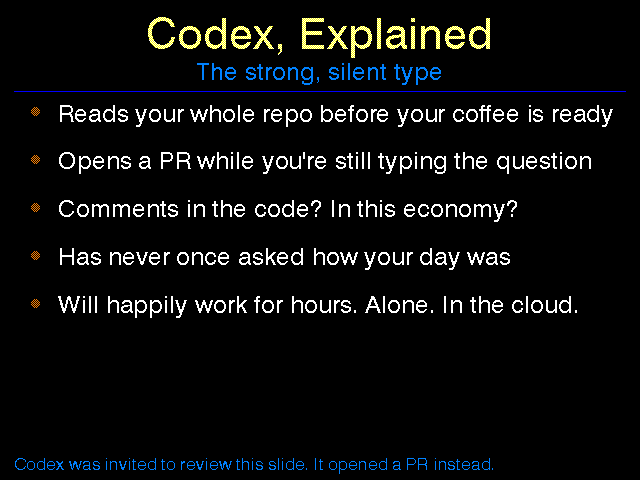 Codex, Explained
The strong, silent type
Reads your whole repo before your coffee is ready
Opens a PR while you're still typing the question
Comments in the code? In this economy?
Has never once asked how your day was
Will happily work for hours. Alone. In the cloud.
Codex was invited to review this slide. It opened a PR instead.